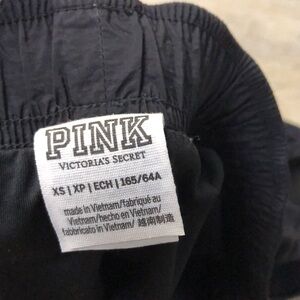 PINK
VICTORIA'S SECRET
XS | XP | ECH | 165/64A
made in Vietnam/fabriqué au
Vietnam/hecho en Vietnam/
fabbricato in Vietnam/ 越南制造